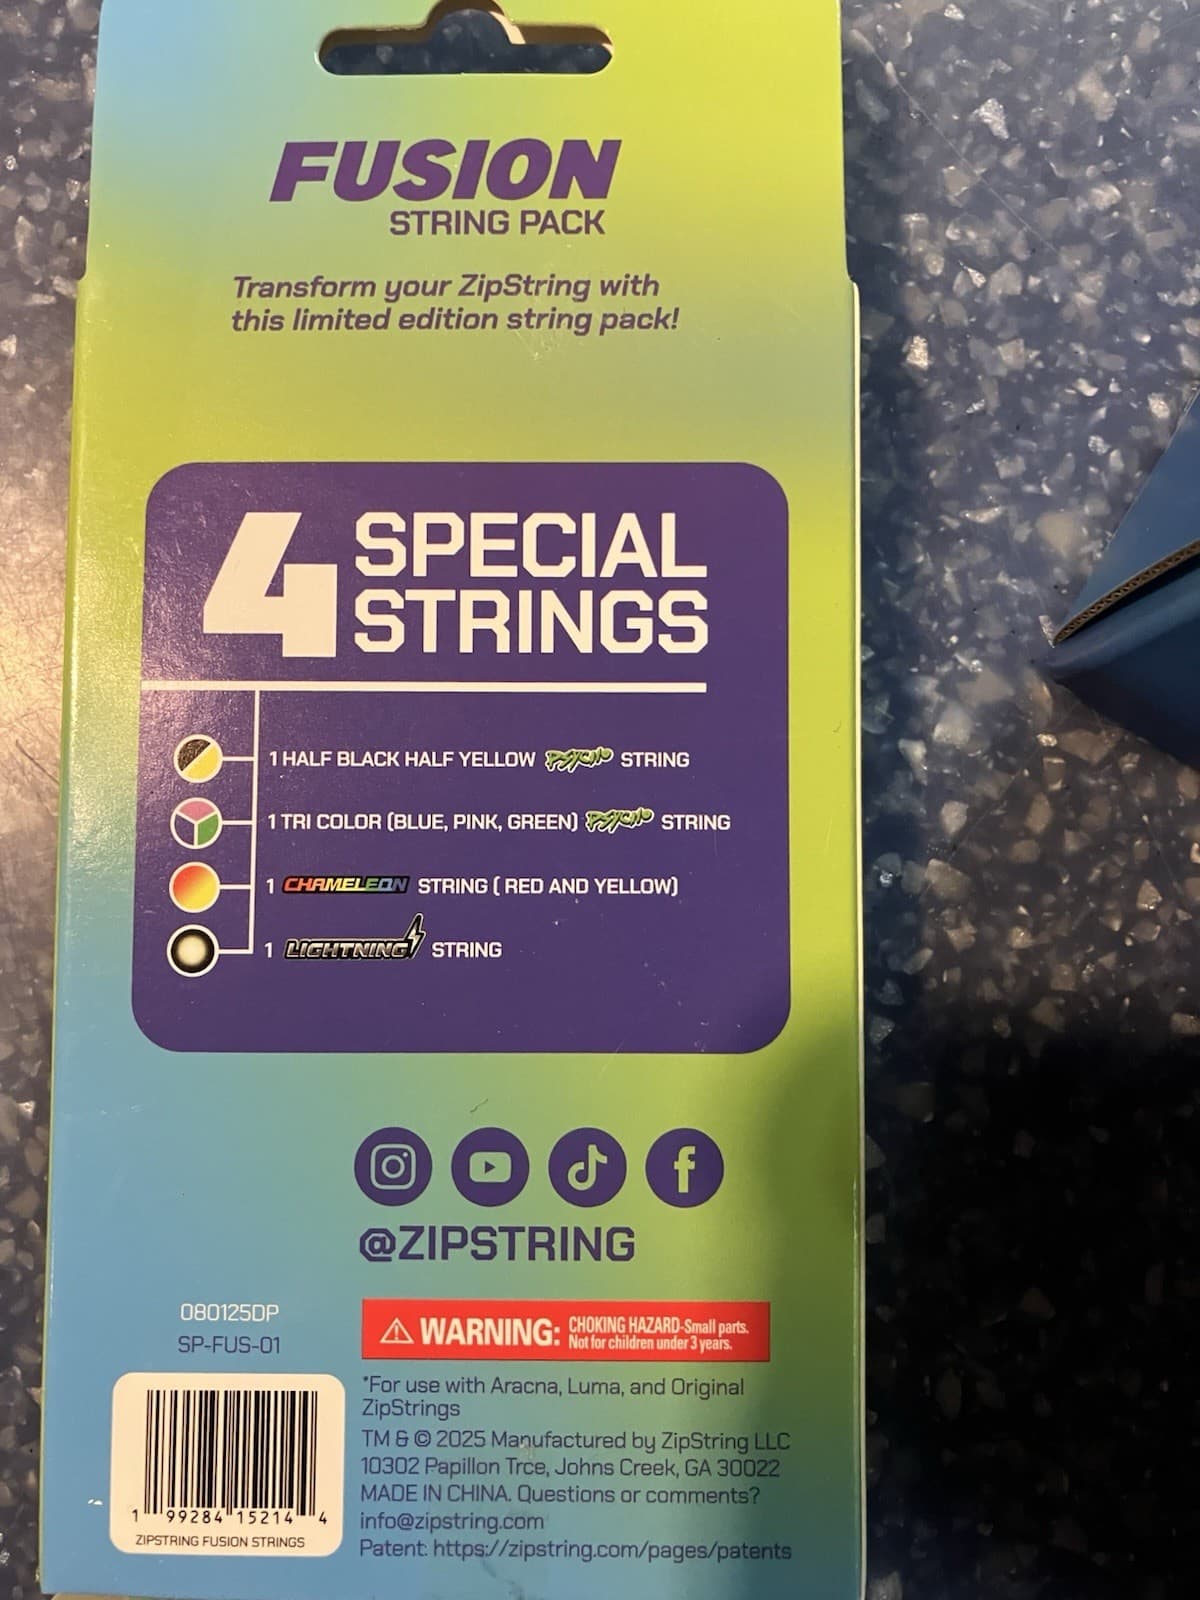 FUSION
STRING PACK
Transform your ZipString with
this limited edition string pack!
4 SPECIAL
STRINGS
1 HALF BLACK HALF YELLOW PSYCHO STRING
1 TRI COLOR (BLUE, PINK, GREEN) PSYCHO STRING
1 CHAMELEON STRING ( RED AND YELLOW)
1 LIGHTNING STRING
@ZIPSTRING
080125DP
SP-FUS-01
WARNING: CHOKING HAZARD-Small parts.
Not for children under 3 years.
*For use with Aracna, Luma, and Original
ZipStrings
TM & © 2025 Manufactured by ZipString LLC
10302 Papillon Trce, Johns Creek, GA 30022
MADE IN CHINA. Questions or comments?
info@zipstring.com
Patent: https://zipstring.com/pages/patents
1 99284 15214 4
ZIPSTRING FUSION STRINGS